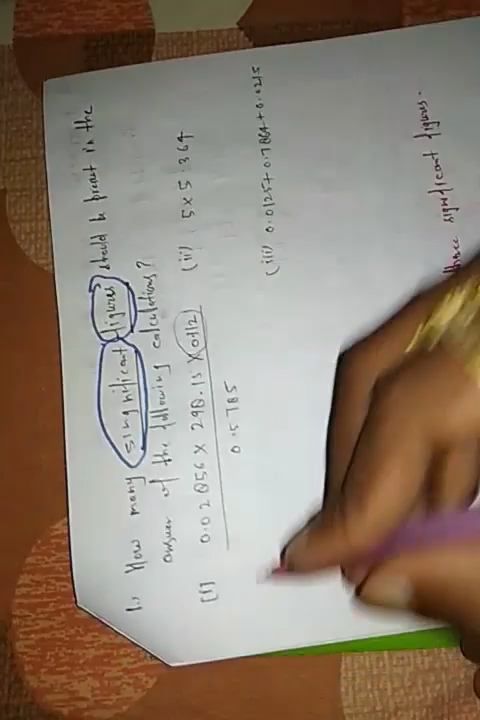 1., How many significant figures should be present in the
answer of the following calculations?
(i) 0.02856 × 298.15 × 0.112
0.5785
(ii) 5 × 5.364
(iii) 0.0125 + 0.7864 + 0.0215
three significant figures.